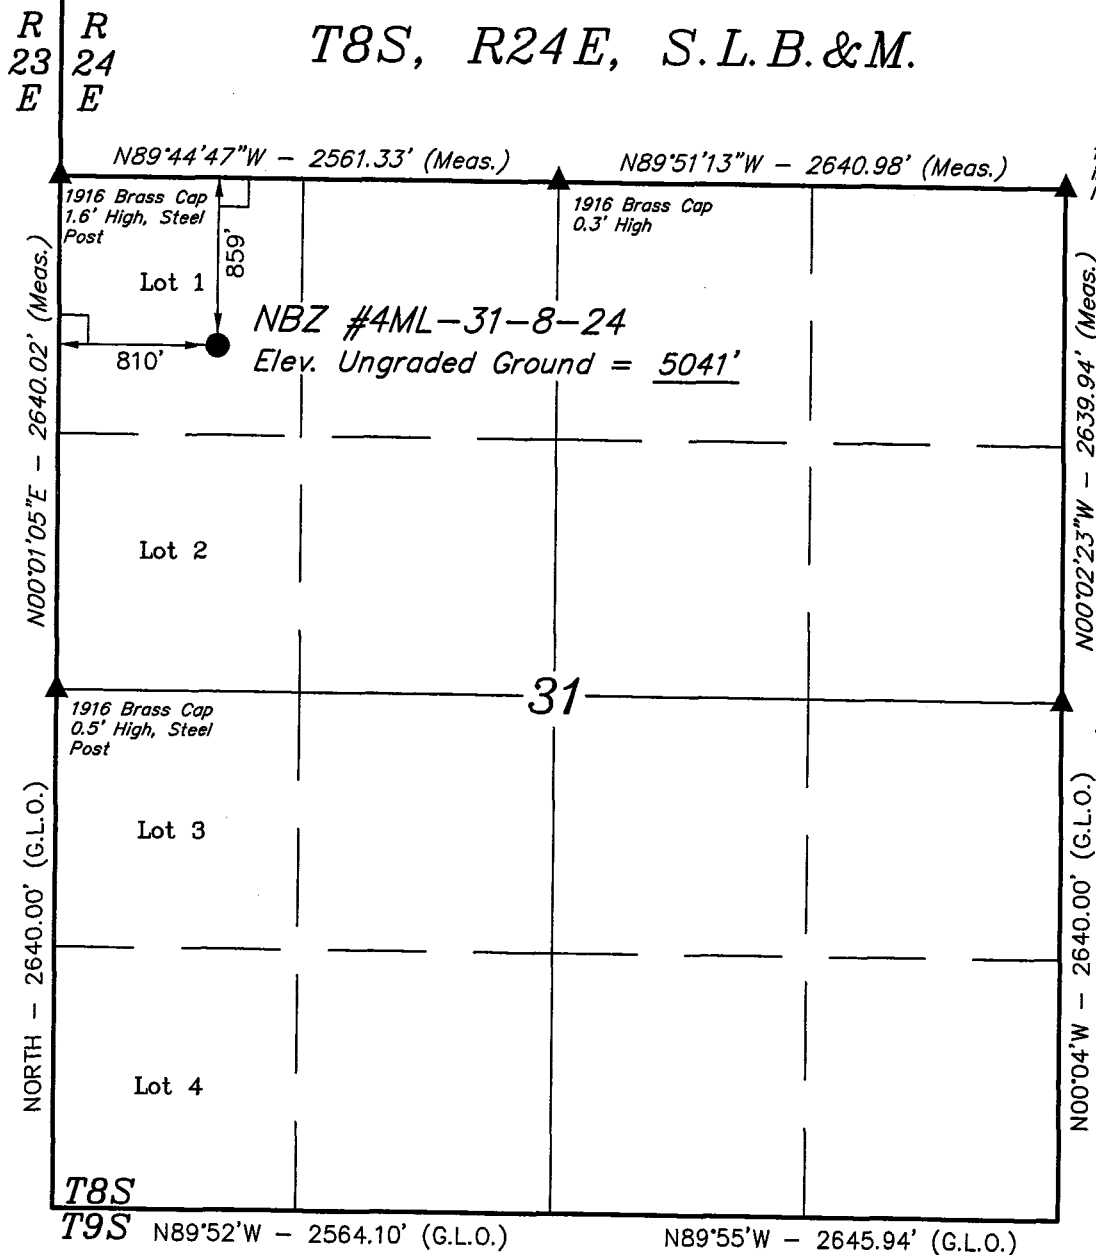 R R
23 24
E E
T8S, R24E, S.L.B.&M.
N89°44'47"W – 2561.33' (Meas.)
N89°51'13"W – 2640.98' (Meas.)
1916 Brass Cap
1.6' High, Steel
Post
1916 Brass Cap
0.3' High
N00°01'05"E – 2640.02' (Meas.)
Lot 1
859'
810'
NBZ #4ML–31–8–24
Elev. Ungraded Ground = 5041'
N00°02'23"W – 2639.94' (Meas.)
Lot 2
31
1916 Brass Cap
0.5' High, Steel
Post
Lot 3
NORTH – 2640.00' (G.L.O.)
N00°04'W – 2640.00' (G.L.O.)
Lot 4
T8S
T9S
N89°52'W – 2564.10' (G.L.O.)
N89°55'W – 2645.94' (G.L.O.)